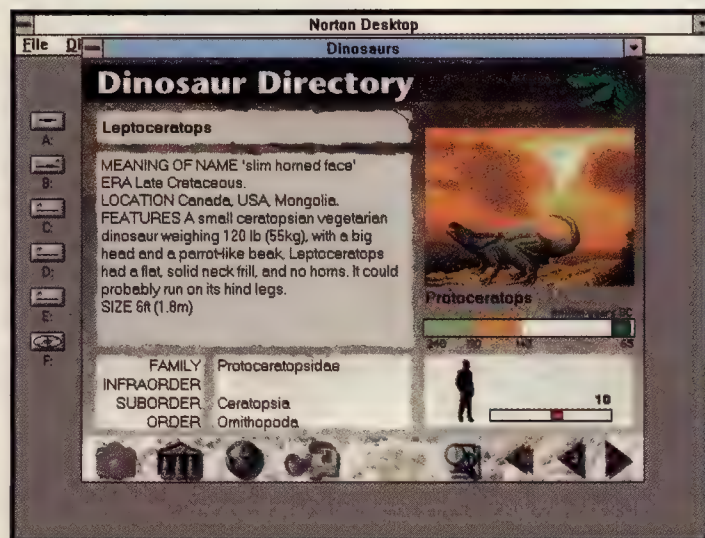 Norton Desktop
File
Dinosaurs
Dinosaur Directory
Leptoceratops
MEANING OF NAME 'slim horned face'
ERA Late Cretaceous.
LOCATION Canada, USA, Mongolia.
FEATURES A small ceratopsian vegetarian
dinosaur weighing 120 lb (55kg), with a big
head and a parrot-like beak, Leptoceratops
had a flat, solid neck frill, and no horns. It could
probably run on its hind legs.
SIZE 6ft (1.8m)
Protoceratops
65
A:
B:
C:
D:
E:
F:
FAMILY Protoceratopsidae
INFRAORDER
SUBORDER Ceratopsia
ORDER Ornithopoda
10